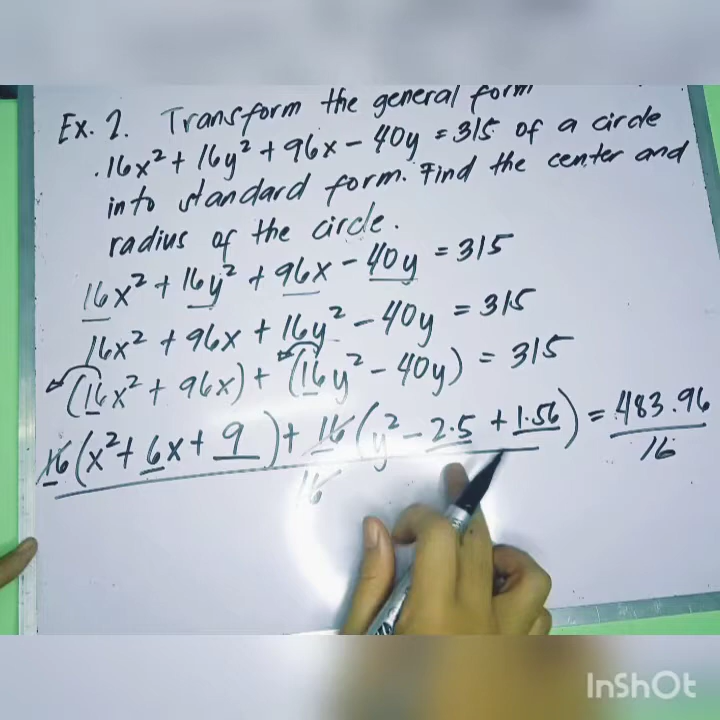 Ex. 2. Transform the general form
16x² + 16y² + 96x - 40y = 315 of a circle
into standard form. Find the center and
radius of the circle.
16x² + 16y² + 96x - 40y = 315
16x² + 96x + 16y² - 40y = 315
(16x² + 96x) + (16y² - 40y) = 315
16(x² + 6x + 9) + 16(y² - 2.5 + 1.56) = 483.96
16 16
InShOt